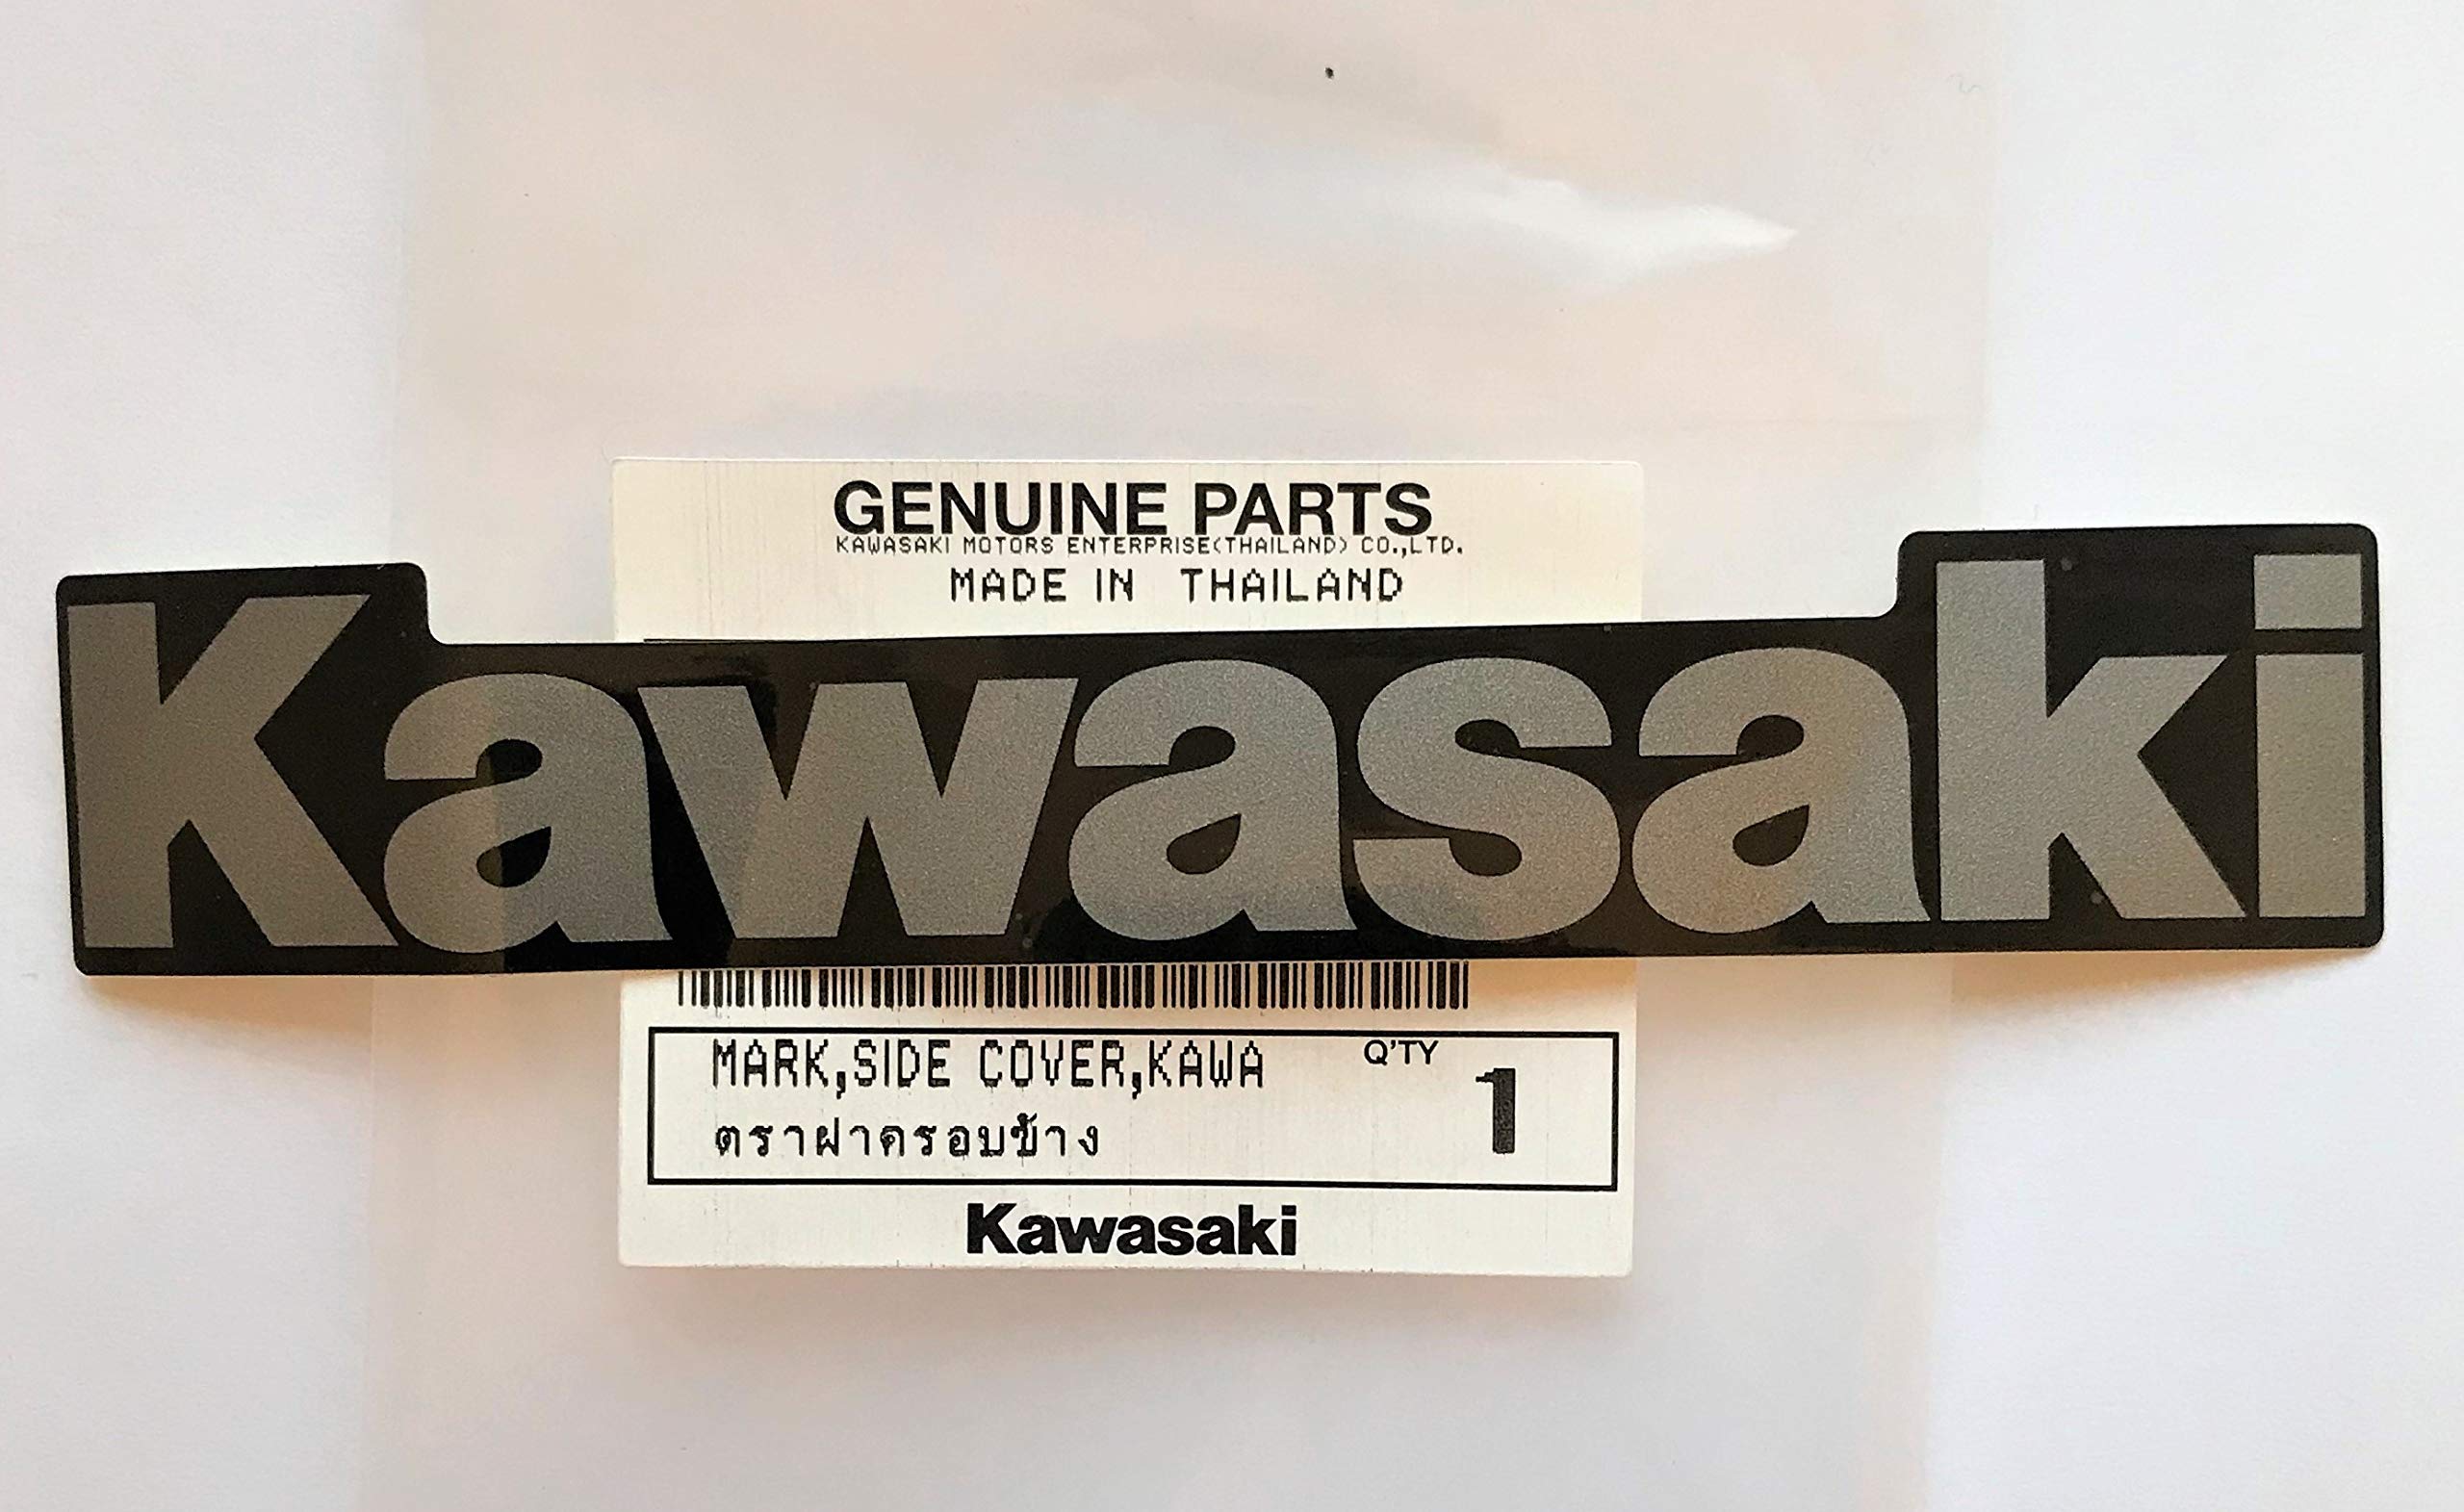 GENUINE PARTS
KAWASAKI MOTORS ENTERPRISE(THAILAND) CO.,LTD.
MADE IN THAILAND
Kawasaki
MARK,SIDE COVER,KAWA
Q'TY
1
ตราฝาครอบข้าง
Kawasaki